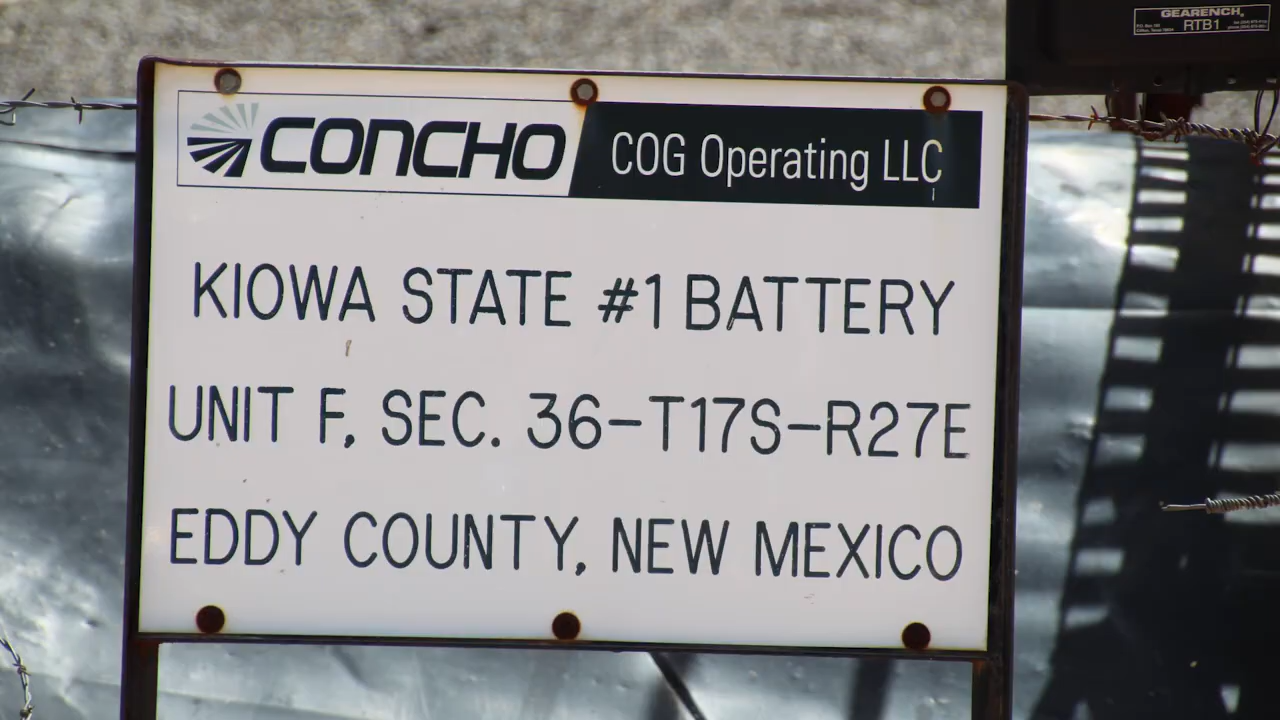 GEARENCH
RTB1
CONCHO COG Operating LLC
KIOWA STATE #1 BATTERY
UNIT F, SEC. 36-T17S-R27E
EDDY COUNTY, NEW MEXICO